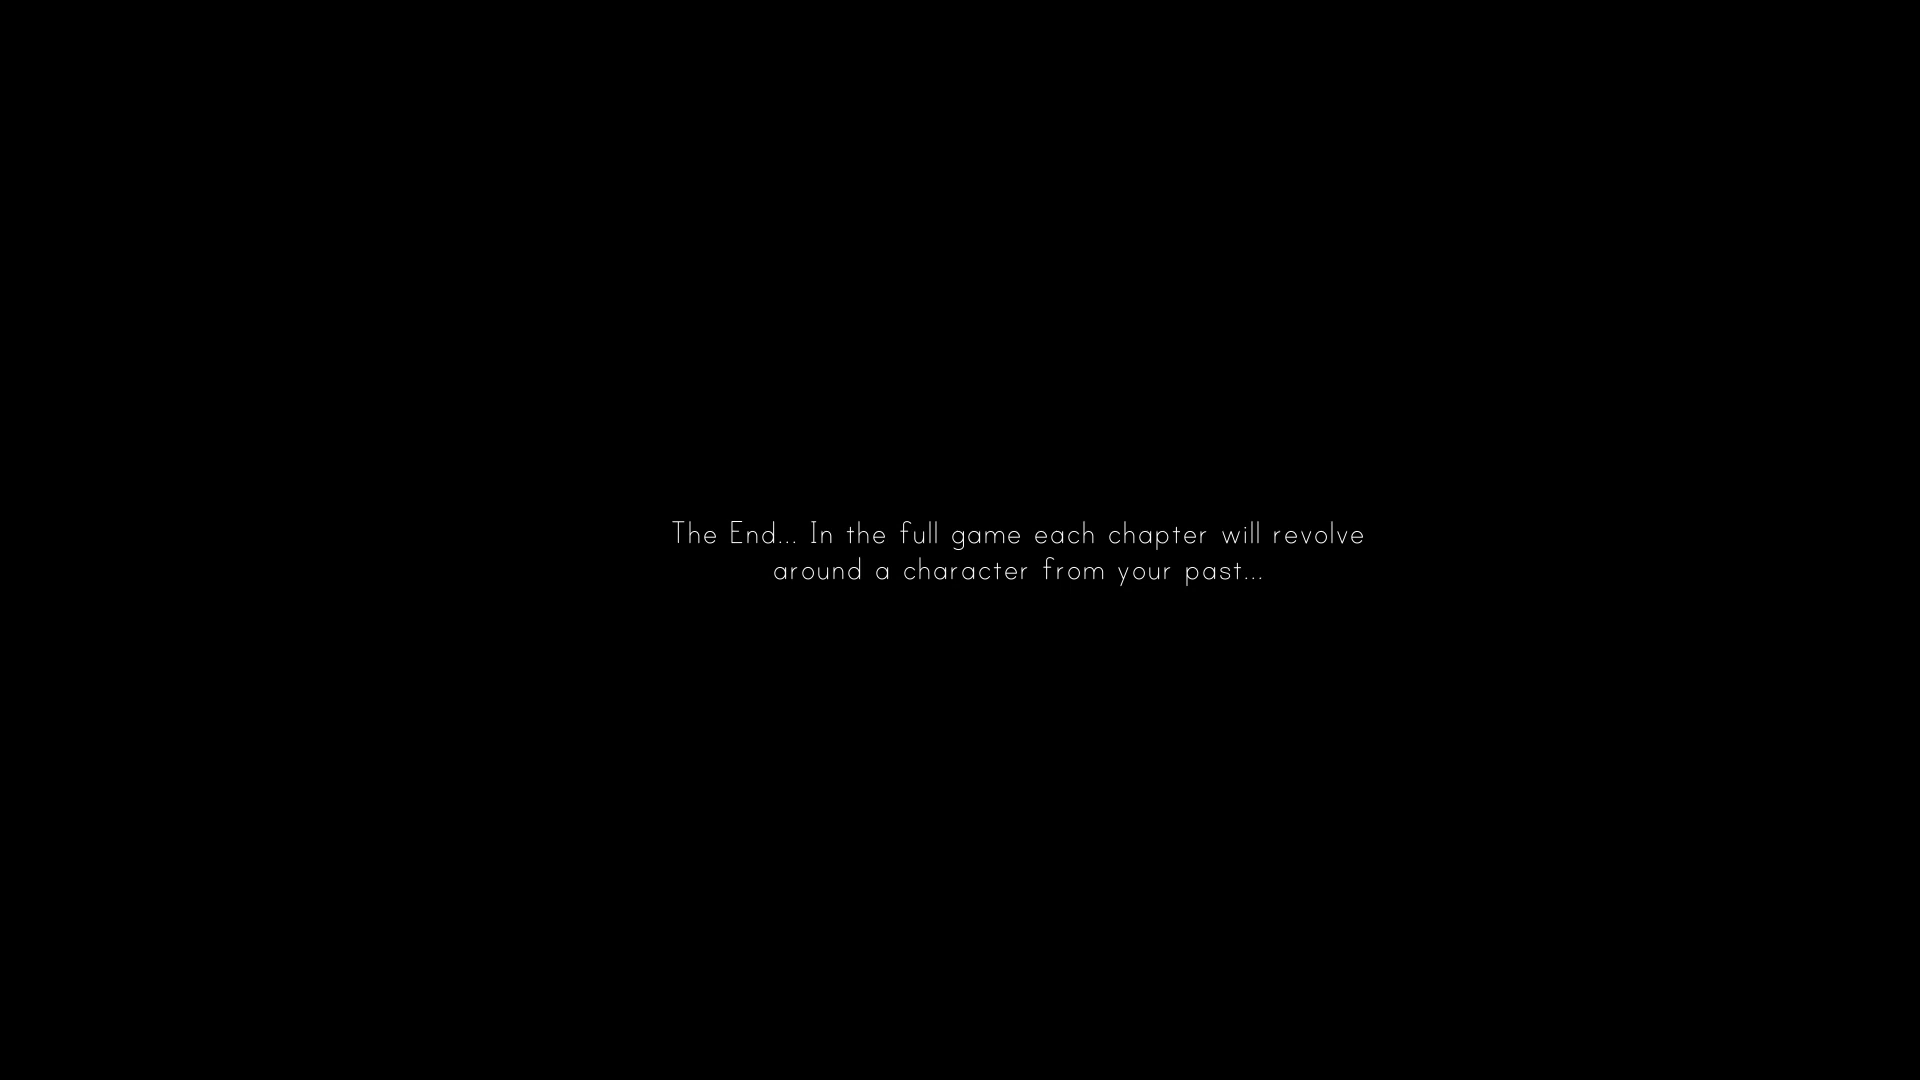 The End... In the full game each chapter will revolve
around a character from your past...